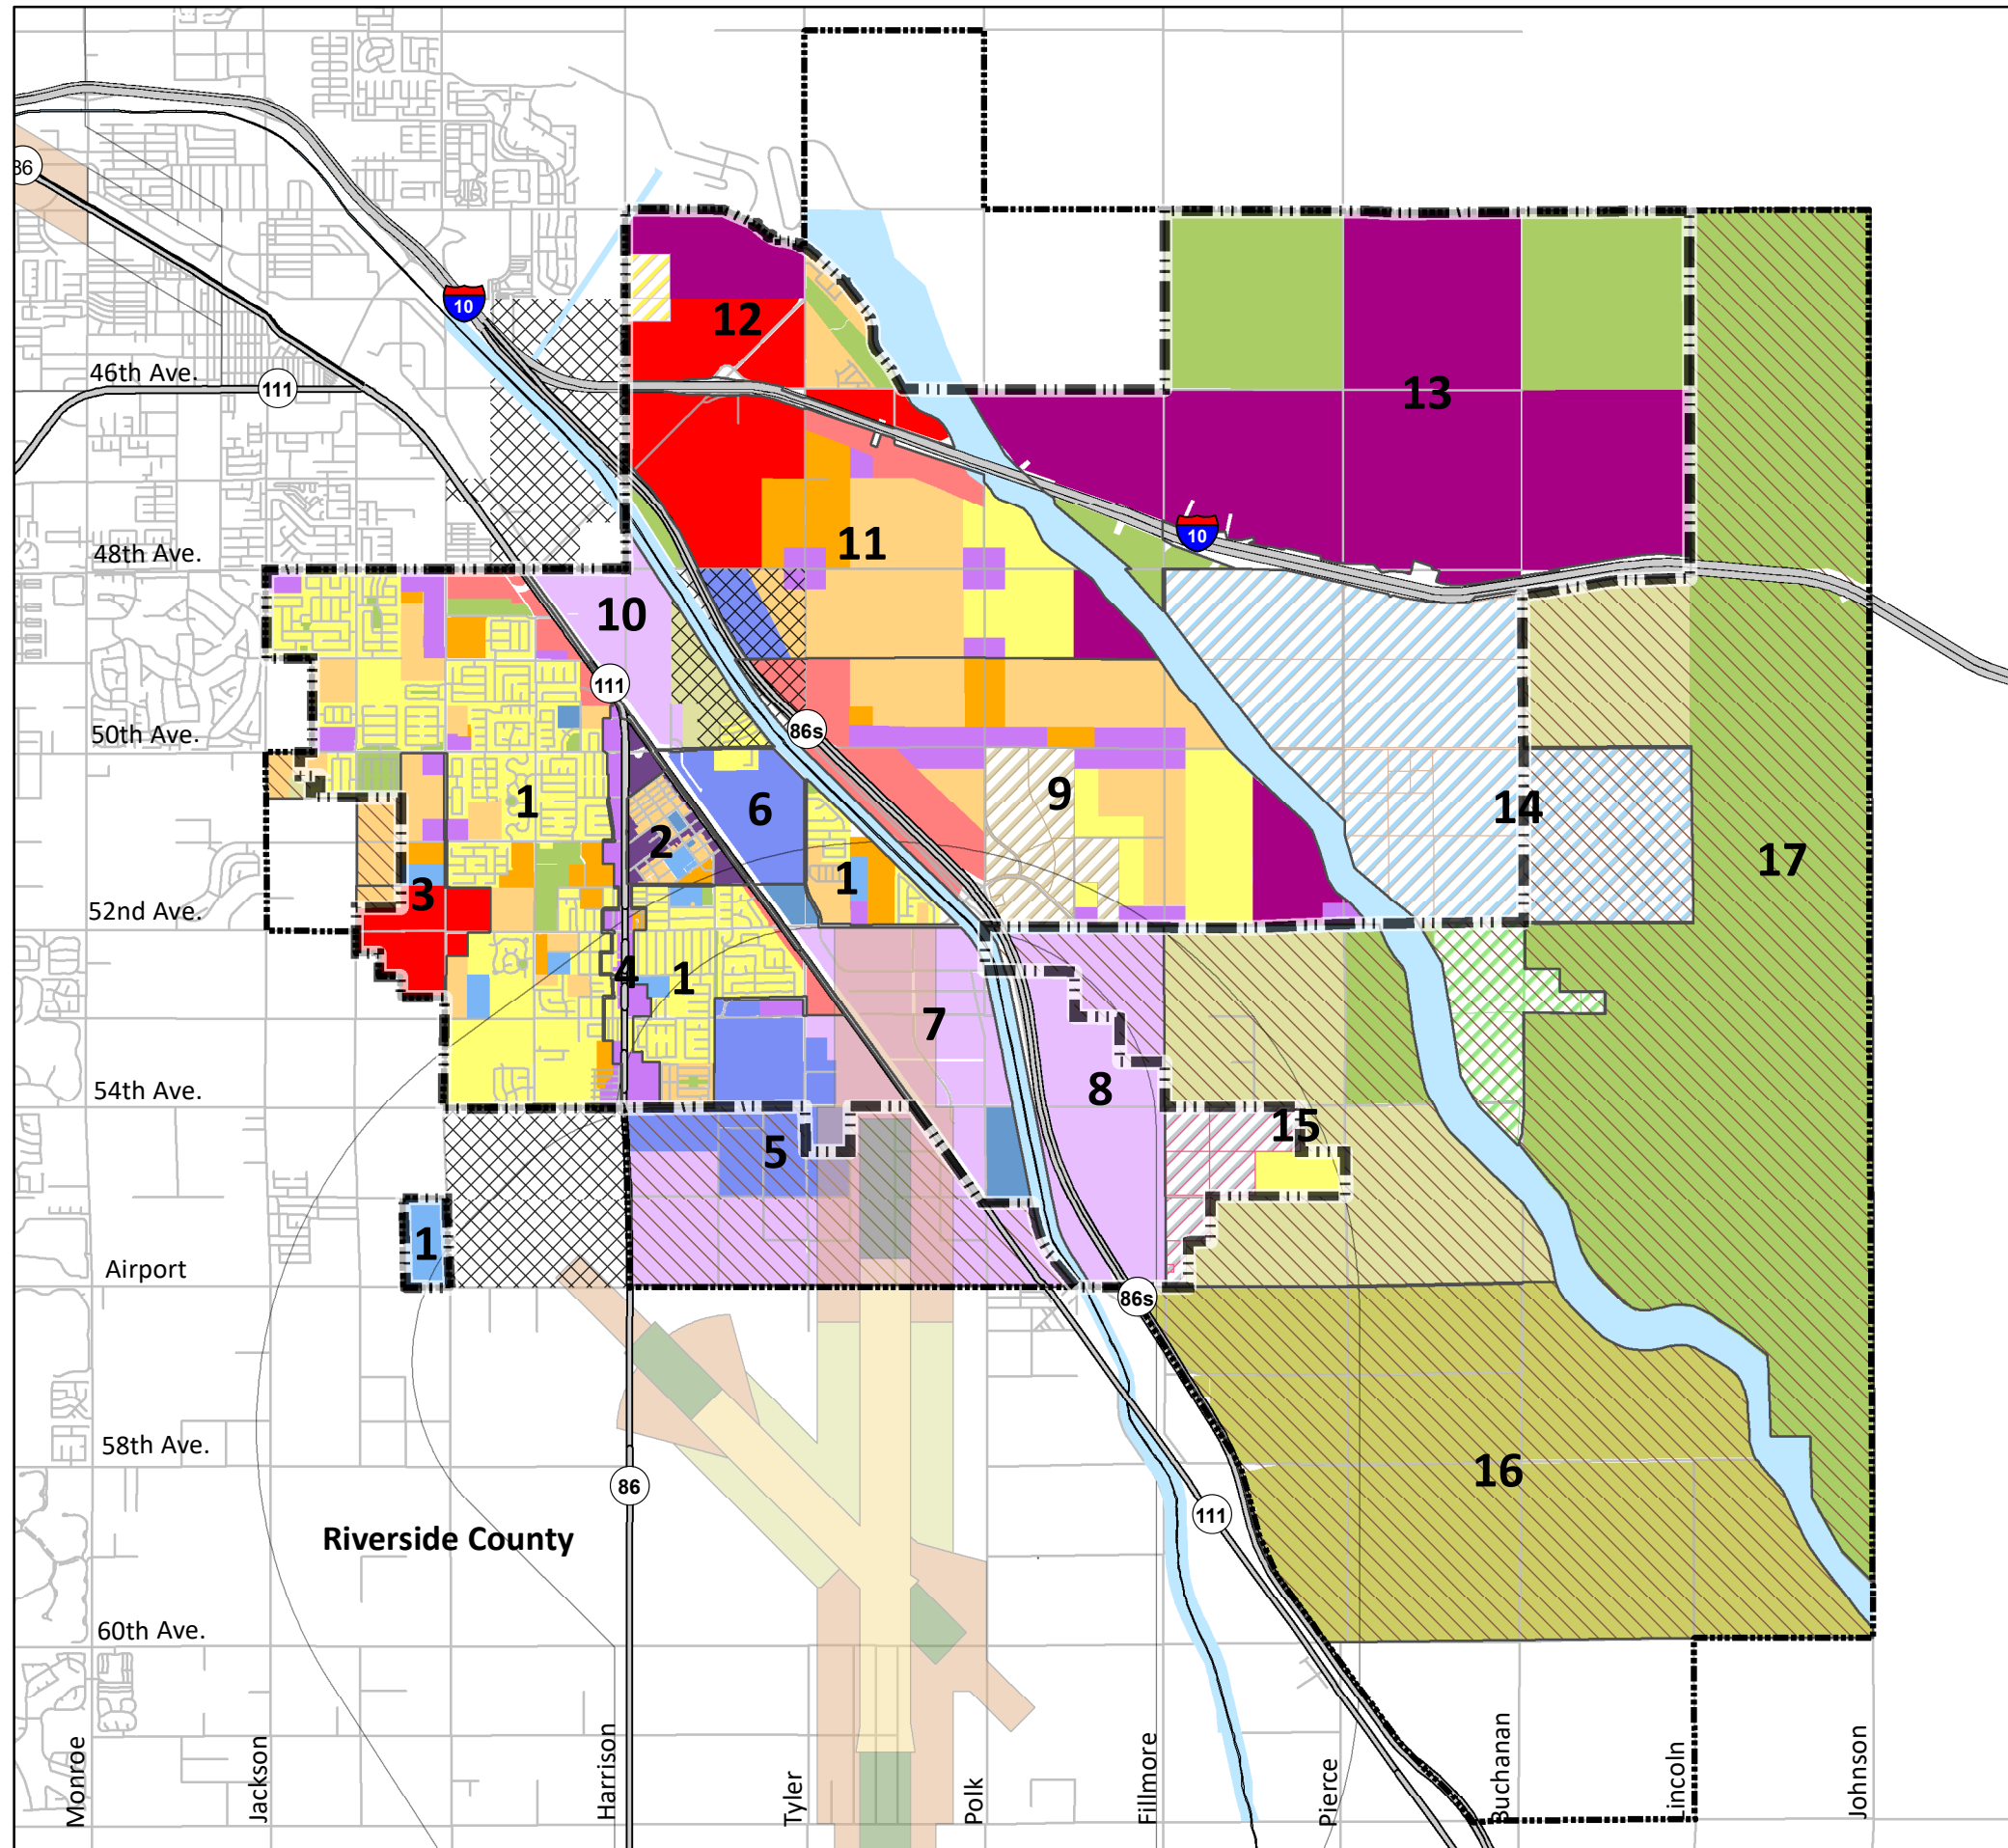 86
10
12
46th Ave.
111
13
10
11
48th Ave.
10
111
50th Ave.
86s
1
6
9
14
2
17
3
1
52nd Ave.
4
1
7
54th Ave.
8
15
5
1
Airport
86s
58th Ave.
16
86
111
Riverside County
60th Ave.
Monroe
Jackson
Harrison
Tyler
Polk
Fillmore
Pierce
Buchanan
Lincoln
Johnson